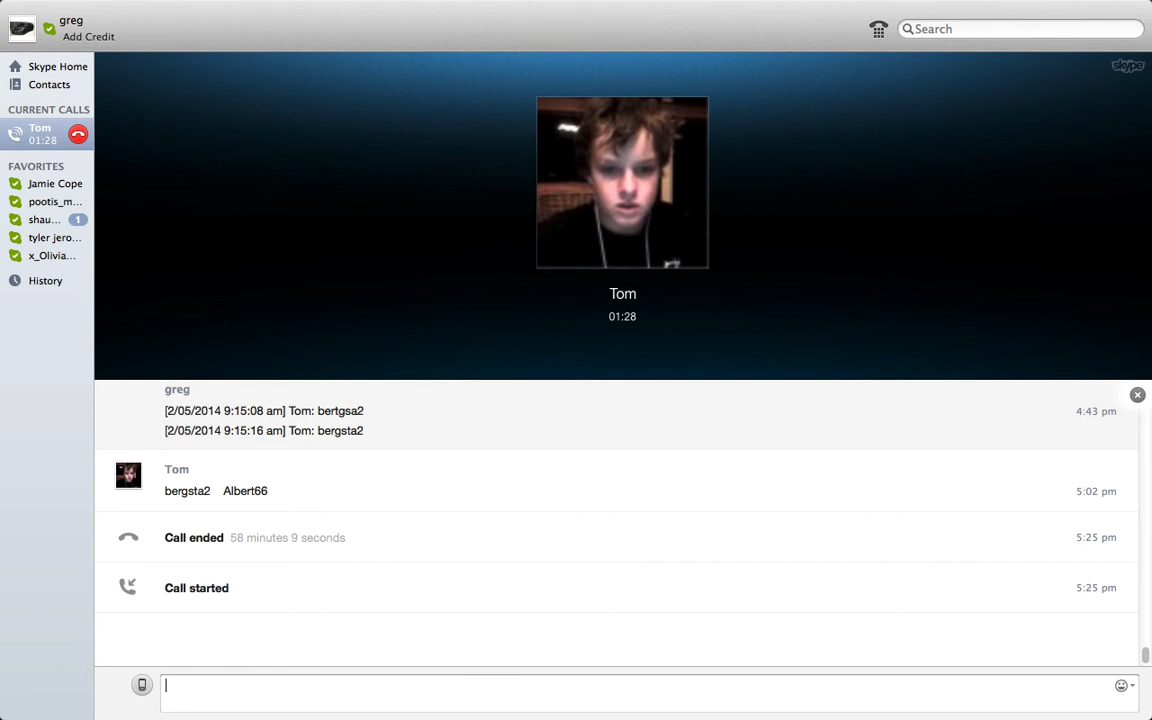 greg
Add Credit
Search
Skype Home
Contacts
CURRENT CALLS
Tom
01:28
FAVORITES
Jamie Cope
pootis_m...
shau...
1
tyler jero...
x_Olivia...
History
skype
Tom
01:28
greg
[2/05/2014 9:15:08 am] Tom: bertgsa2
4:43 pm
[2/05/2014 9:15:16 am] Tom: bergsta2
Tom
bergsta2 Albert66
5:02 pm
Call ended 58 minutes 9 seconds
5:25 pm
Call started
5:25 pm